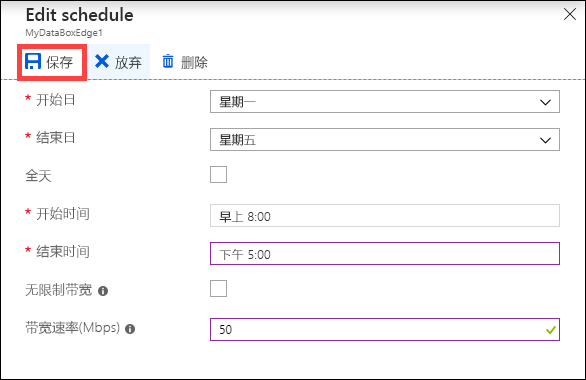 Edit schedule
MyDataBoxEdge1
保存 放弃 删除
* 开始日 星期一
* 结束日 星期五
全天
* 开始时间 早上 8:00
* 结束时间 下午 5:00
无限制带宽
带宽速率(Mbps) 50